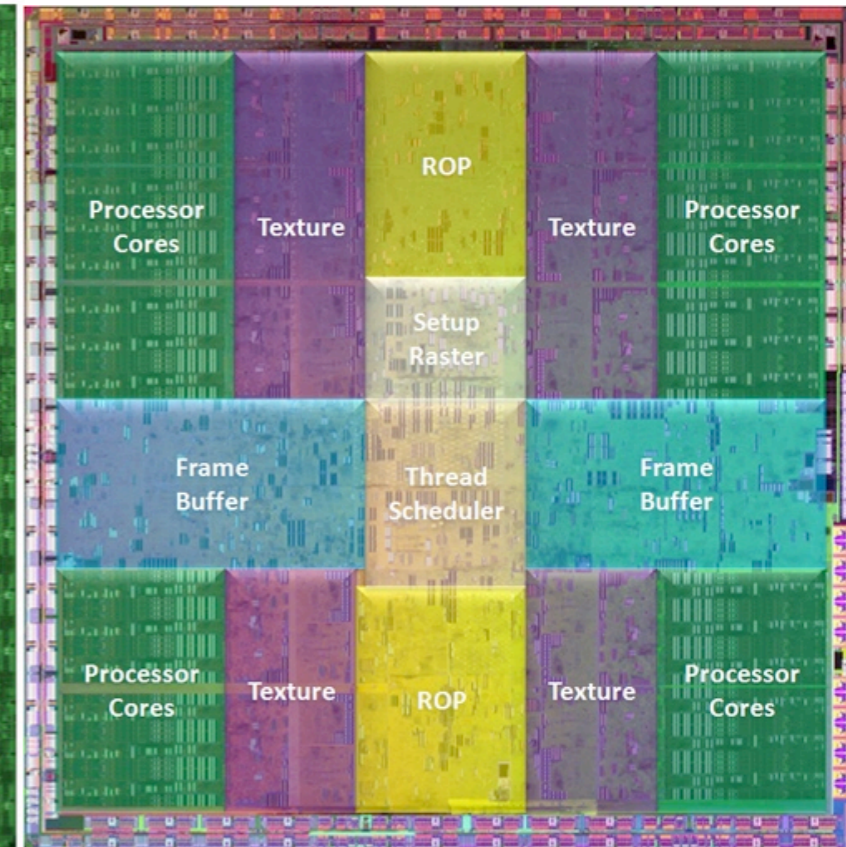 ROP
Processor
Cores
Texture
Texture
Processor
Cores
Setup
Raster
Frame
Buffer
Thread
Scheduler
Frame
Buffer
Processor
Cores
Texture
ROP
Texture
Processor
Cores